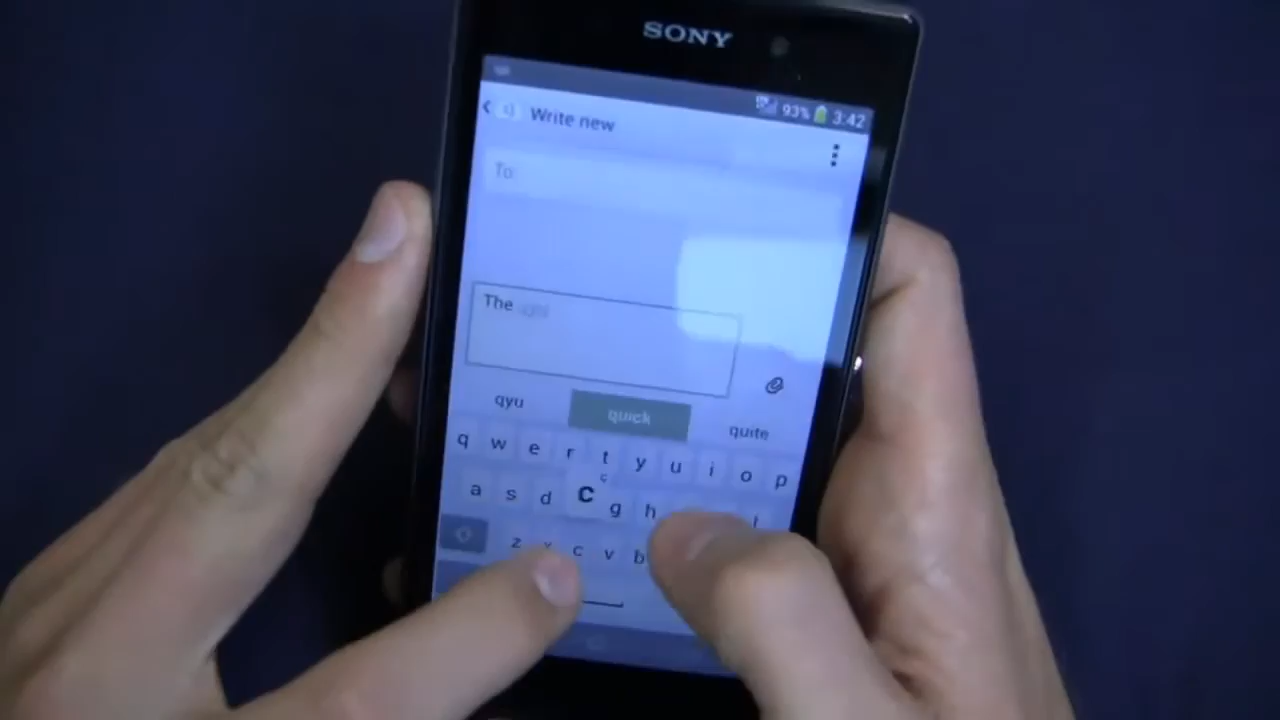 SONY
93% 3:42
Write new
To
The
qyu quick quite
q w e r t y u i o p
ç
a s d c g h
z x c v b